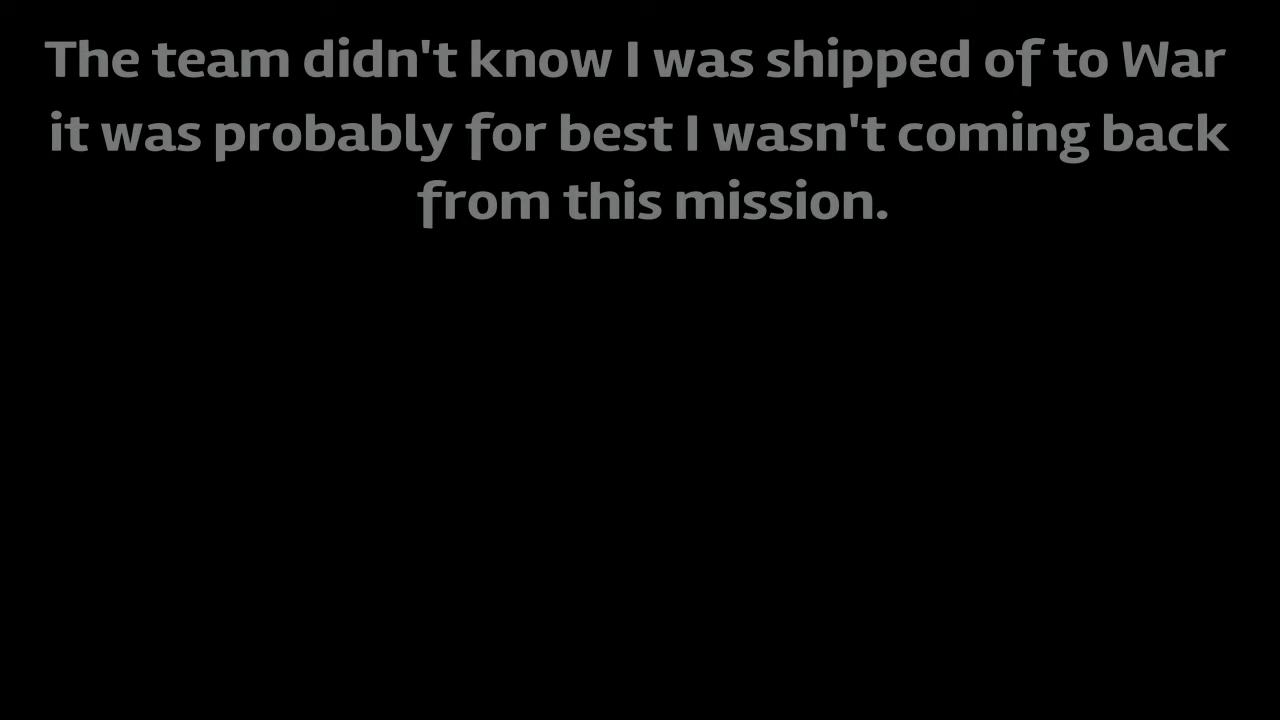 The team didn't know I was shipped of to War
it was probably for best I wasn't coming back
from this mission.